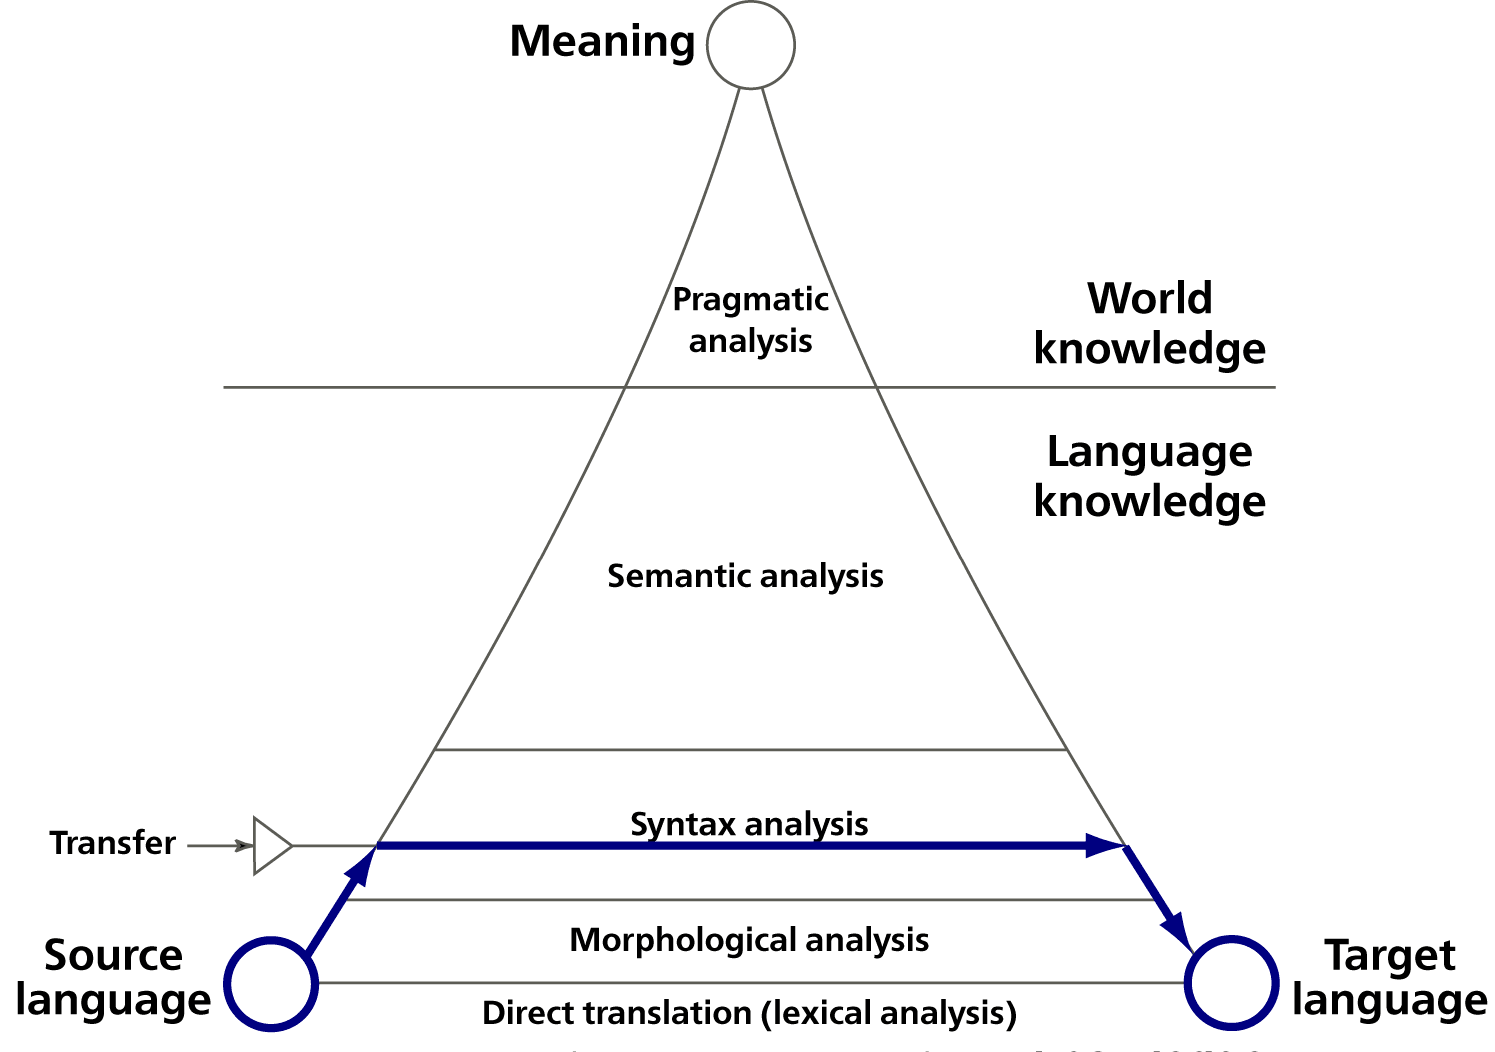 Meaning
Pragmatic
analysis
World
knowledge
Language
knowledge
Semantic analysis
Transfer
Syntax analysis
Morphological analysis
Source
language
Target
language
Direct translation (lexical analysis)